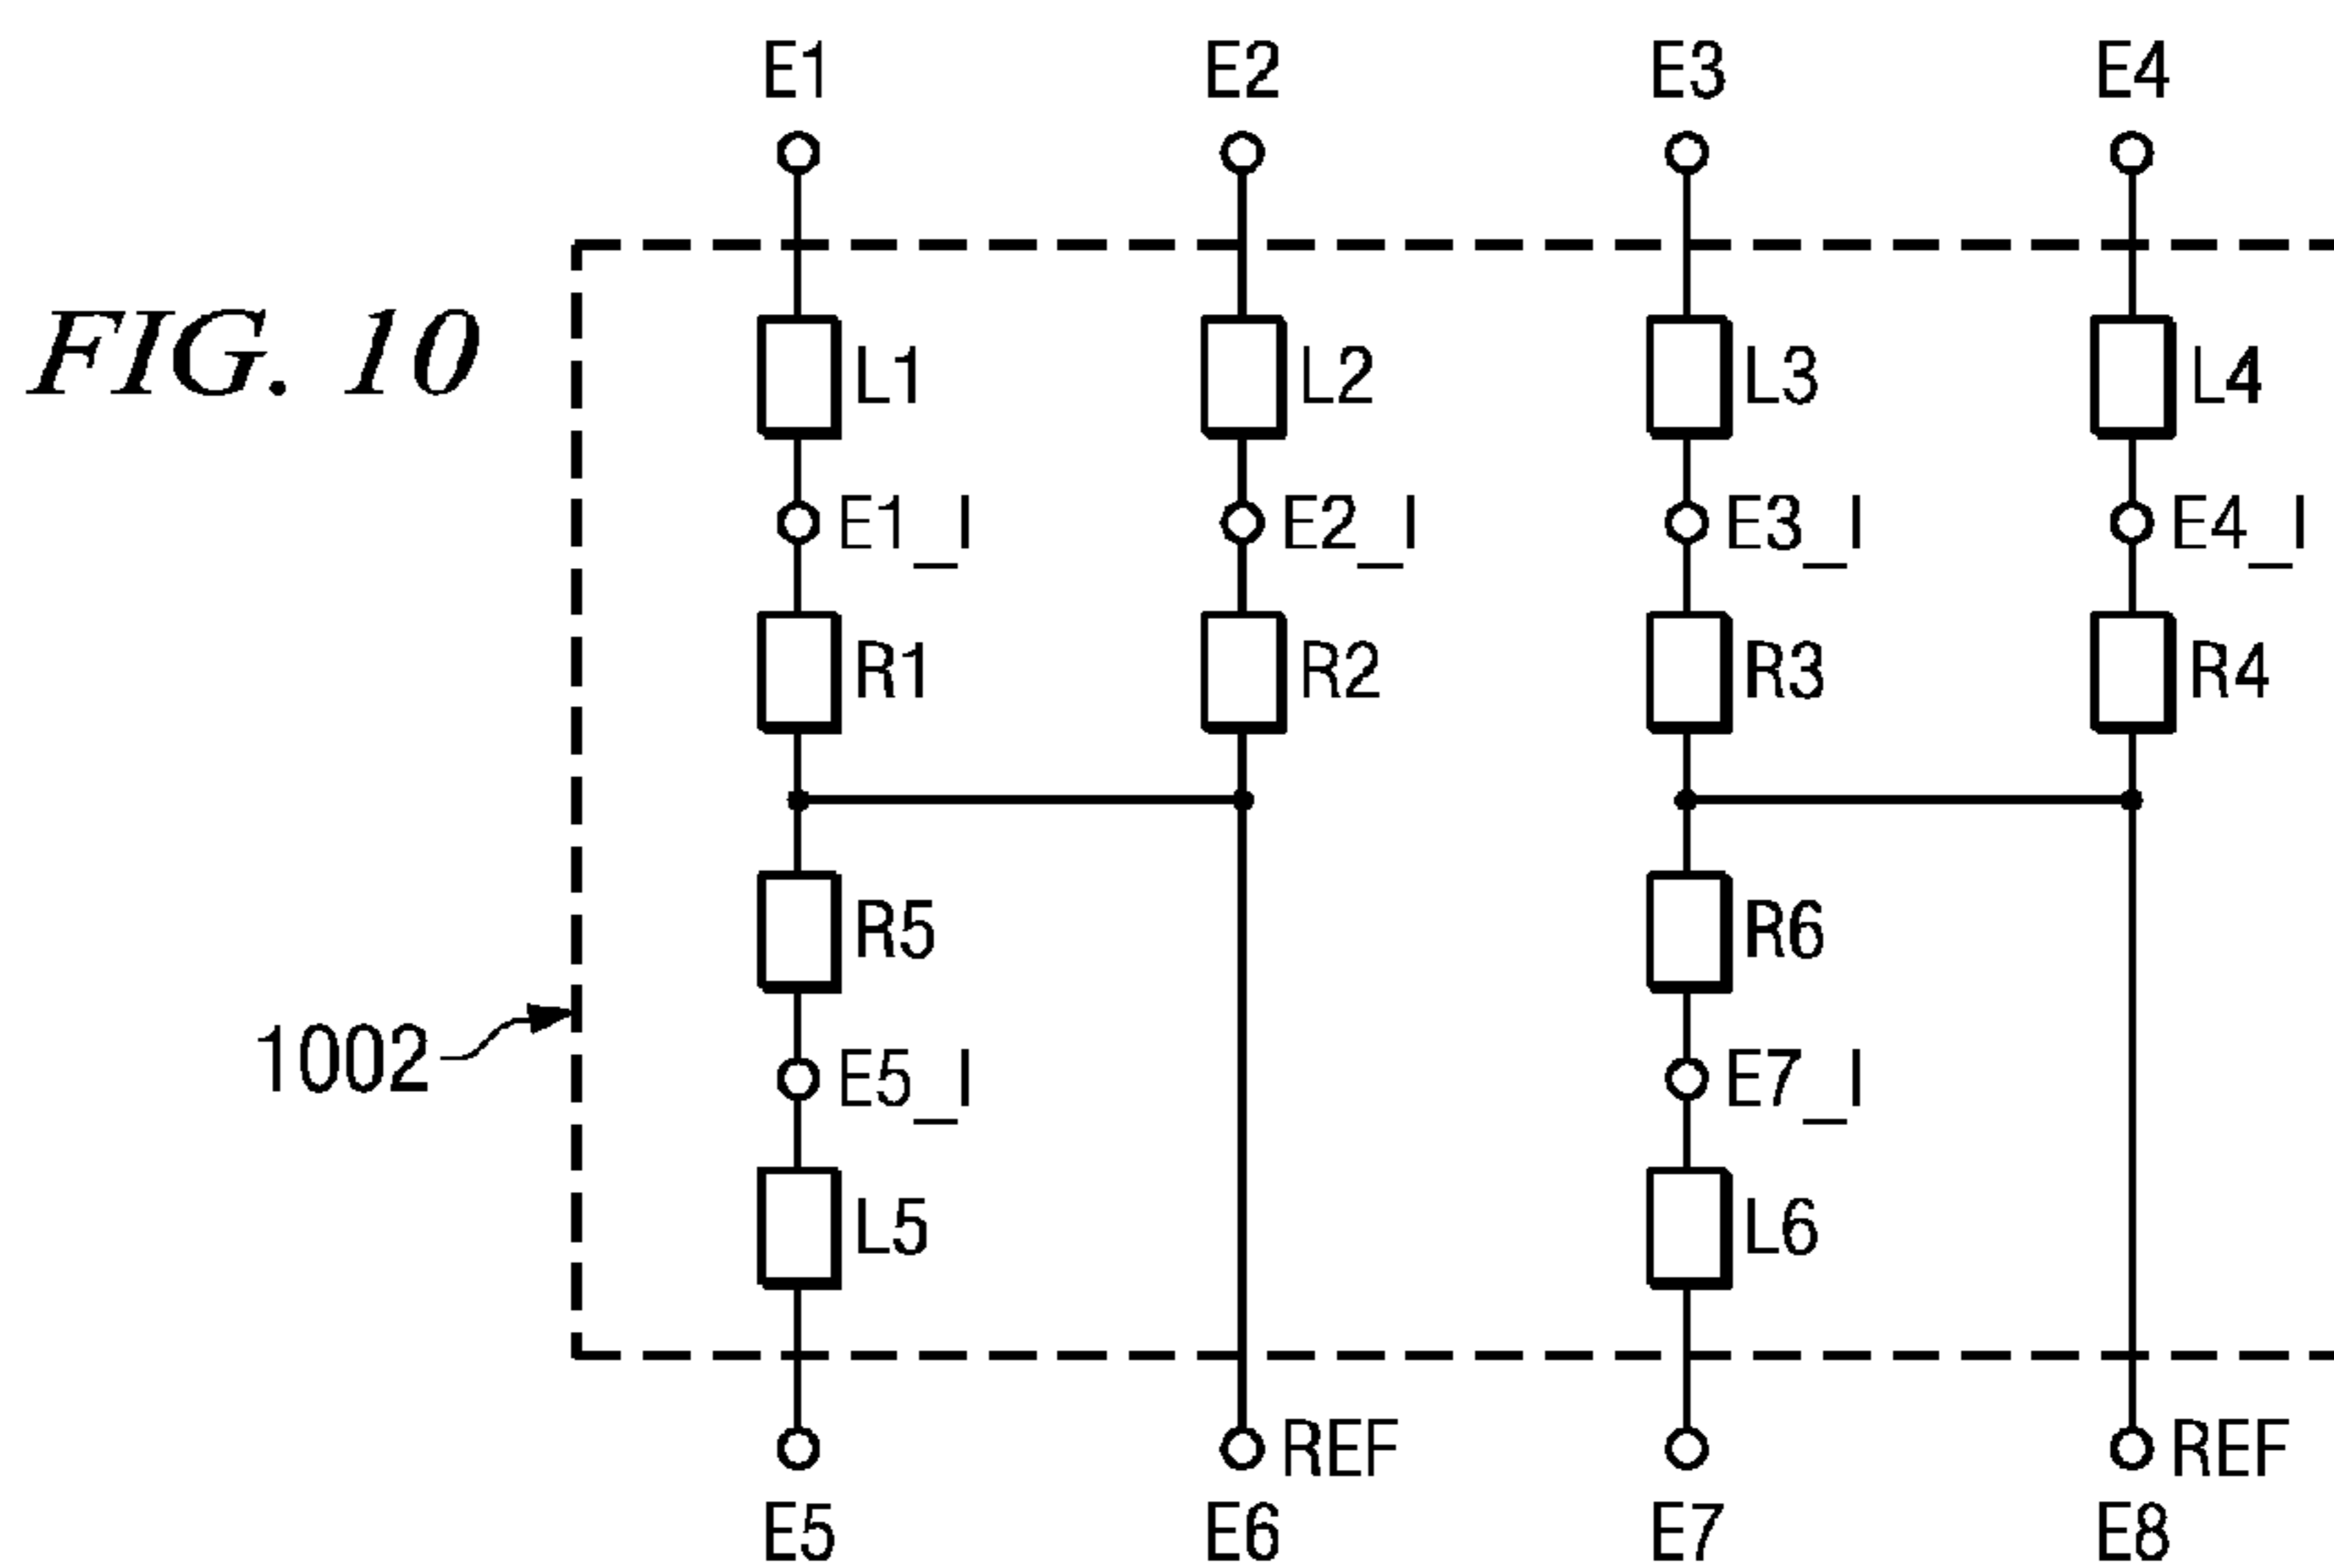 E1 E2 E3 E4
FIG. 10
L1 L2 L3 L4
E1_I E2_I E3_I E4_I
R1 R2 R3 R4
R5 R6
1002
E5_I E7_I
L5 L6
REF REF
E5 E6 E7 E8